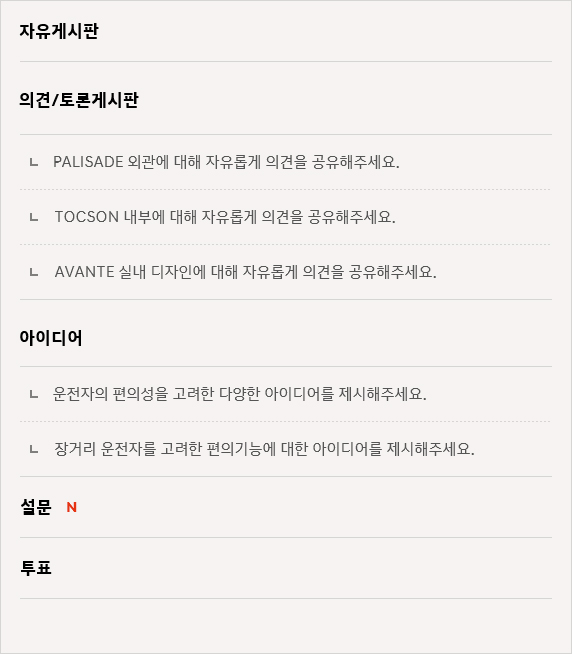 자유게시판
의견/토론게시판
PALISADE 외관에 대해 자유롭게 의견을 공유해주세요.
TOCSON 내부에 대해 자유롭게 의견을 공유해주세요.
AVANTE 실내 디자인에 대해 자유롭게 의견을 공유해주세요.
아이디어
운전자의 편의성을 고려한 다양한 아이디어를 제시해주세요.
장거리 운전자를 고려한 편의기능에 대한 아이디어를 제시해주세요.
설문 N
투표